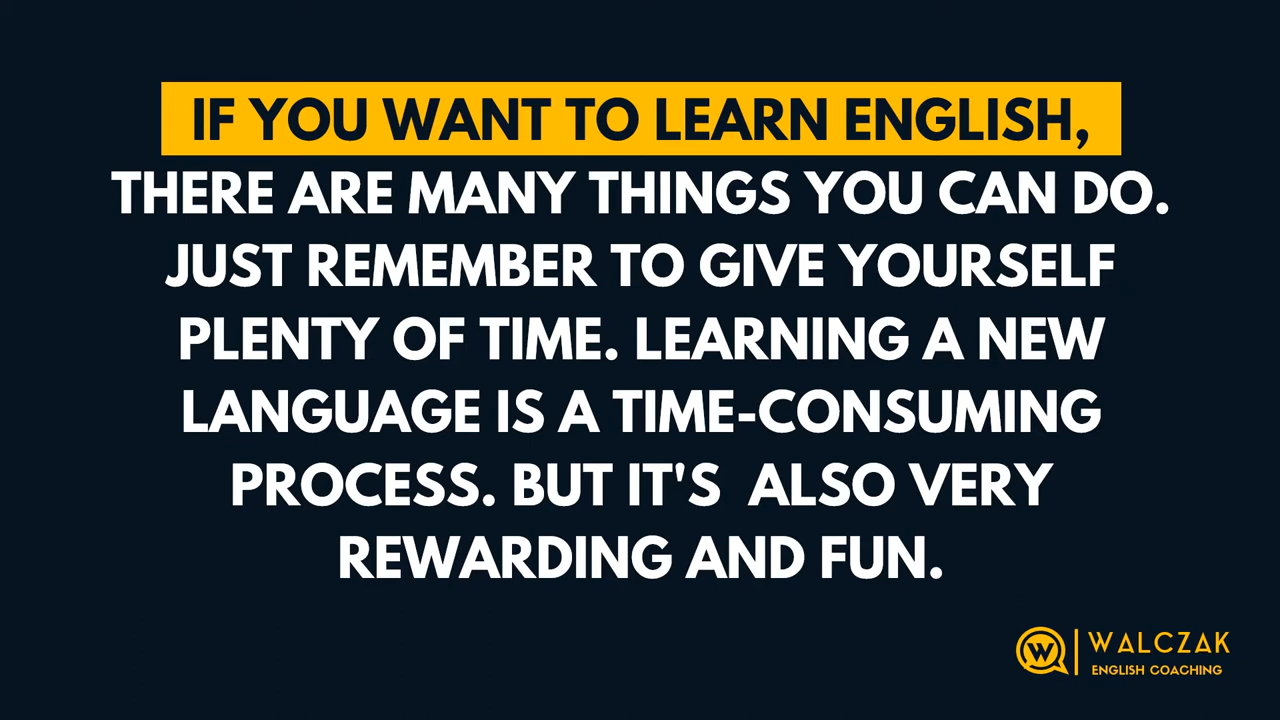 IF YOU WANT TO LEARN ENGLISH,
THERE ARE MANY THINGS YOU CAN DO.
JUST REMEMBER TO GIVE YOURSELF
PLENTY OF TIME. LEARNING A NEW
LANGUAGE IS A TIME-CONSUMING
PROCESS. BUT IT'S  ALSO VERY
REWARDING AND FUN.
W
WALCZAK
ENGLISH COACHING